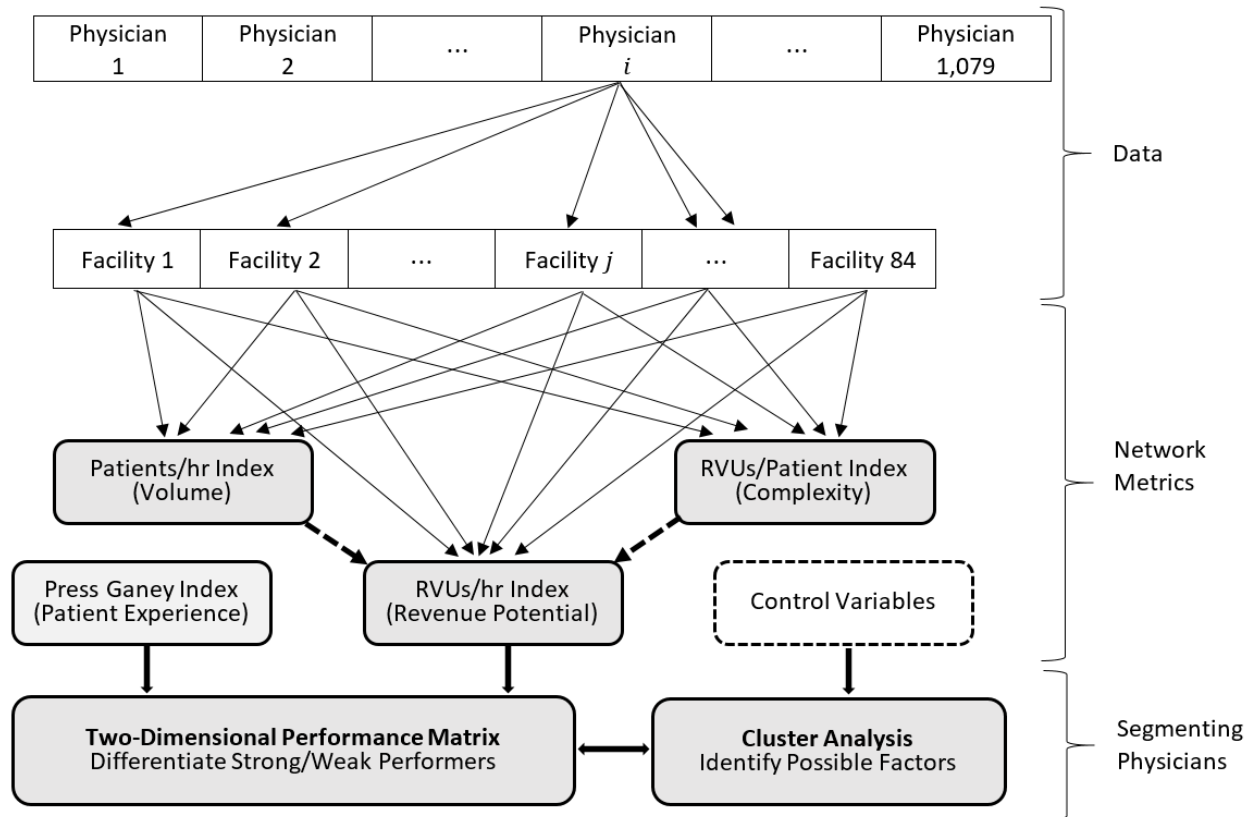 Physician Physician ... Physician ... Physician
1 2 i 1,079
Data
Facility 1 Facility 2 ... Facility j ... Facility 84
Network
Metrics
Patients/hr Index
(Volume)
RVUs/Patient Index
(Complexity)
Press Ganey Index
(Patient Experience)
RVUs/hr Index
(Revenue Potential)
Control Variables
Two-Dimensional Performance Matrix
Differentiate Strong/Weak Performers
Cluster Analysis
Identify Possible Factors
Segmenting
Physicians